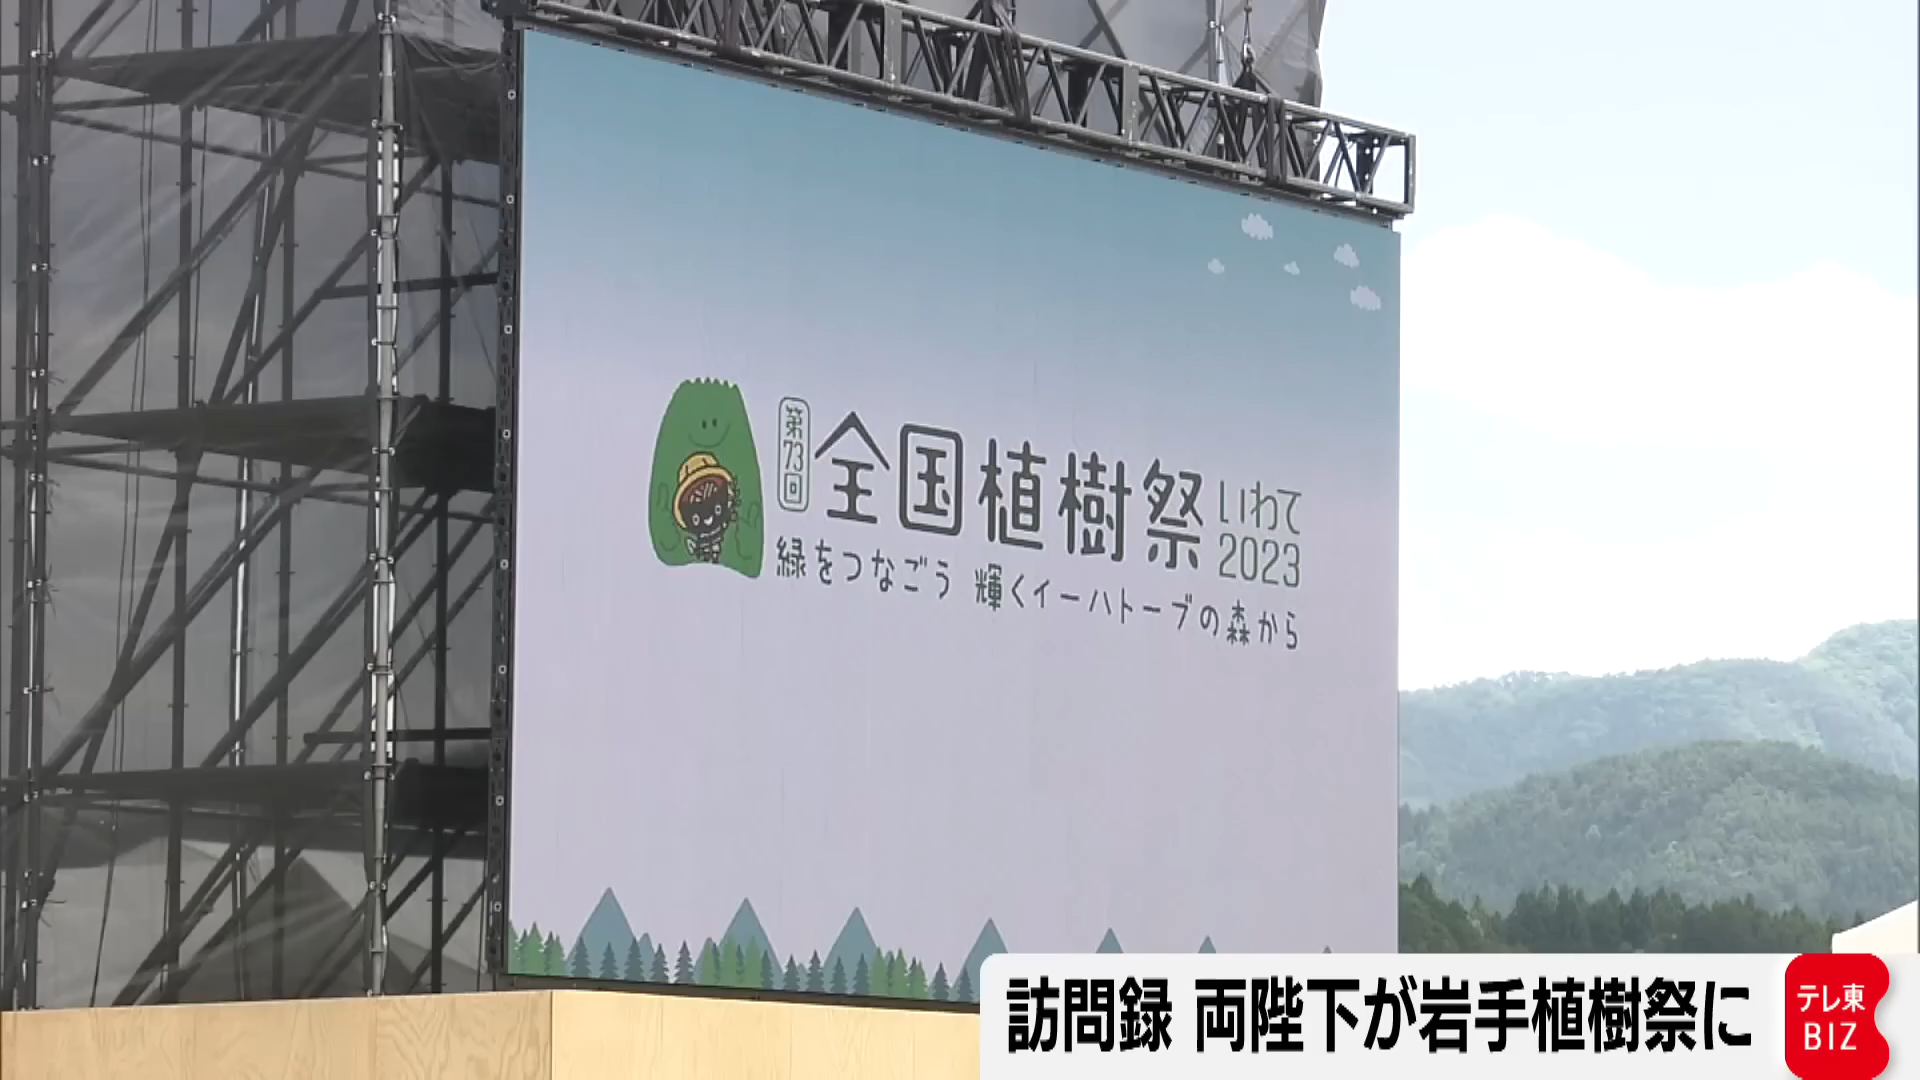 第73回
全国植樹祭
いわて
2023
緑をつなごう 輝くイーハトーブの森から
訪問録 両陛下が岩手植樹祭に
テレ東
BIZ